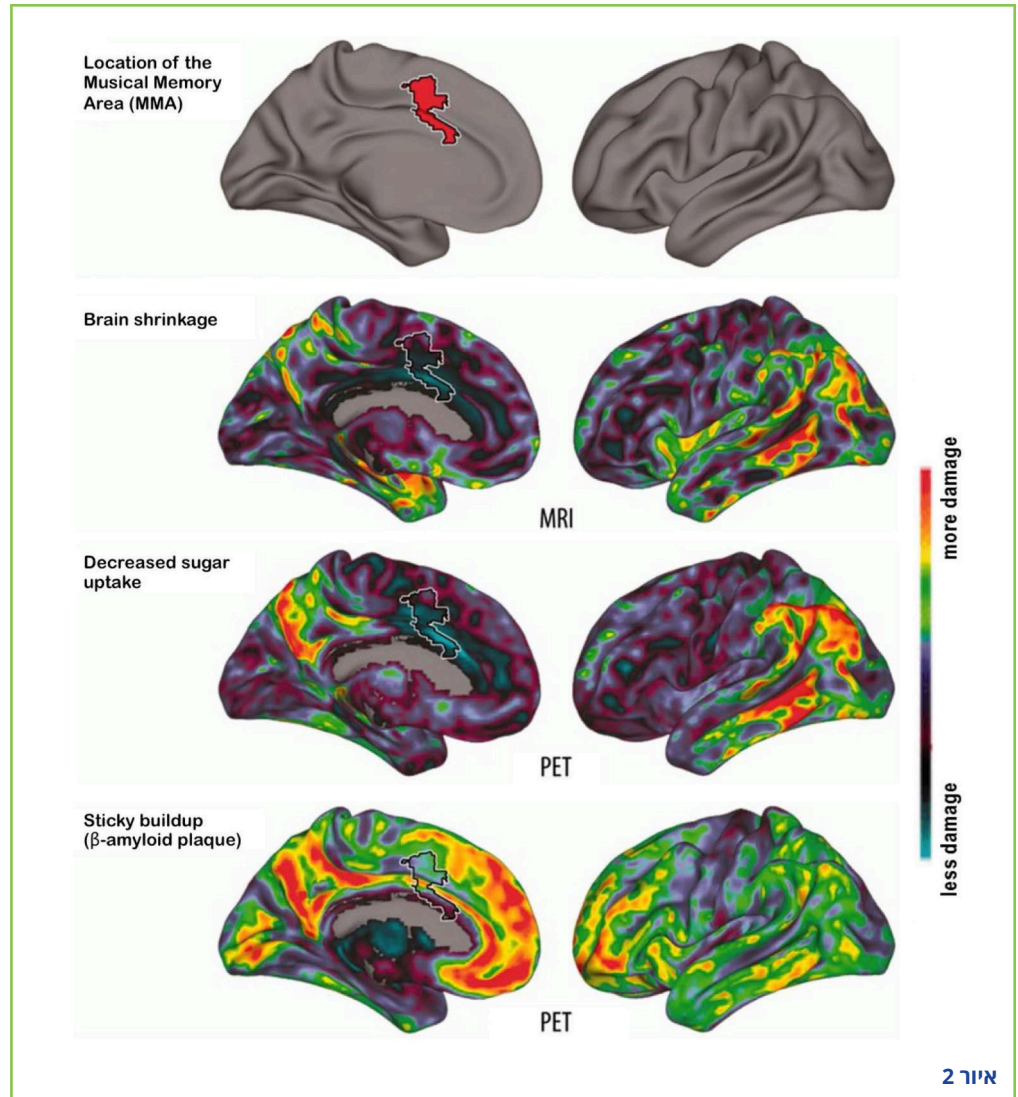 Location of the
Musical Memory
Area (MMA)
Brain shrinkage
MRI
Decreased sugar
uptake
PET
Sticky buildup
(β-amyloid plaque)
PET
more damage
less damage
איור 2